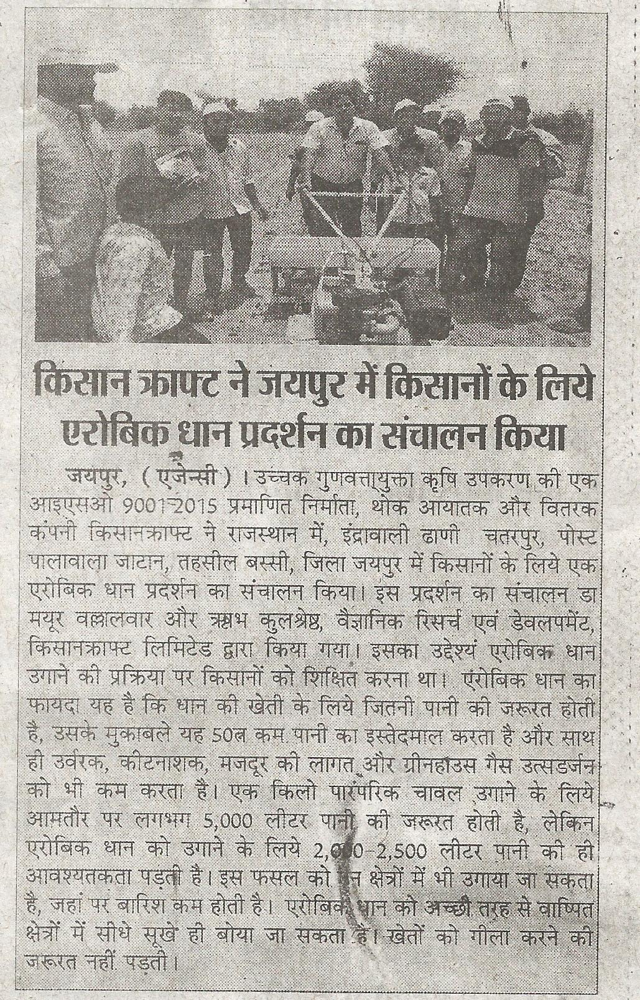 किसान क्राफ्ट ने जयपुर में किसानों के लिये
एरोबिक धान प्रदर्शन का संचालन किया
जयपुर, (एजेन्सी)। उच्चक गुणवत्तायुक्ता कृषि उपकरण की एक
आइएसओ 9001-2015 प्रमाणित निर्माता, थोक आयातक और वितरक
कंपनी किसानक्राफ्ट ने राजस्थान में, इंद्रावाली ढाणी चतरपुर, पोस्ट
पालावाला जाटान, तहसील बस्सी, जिला जयपुर में किसानों के लिये एक
एरोबिक धान प्रदर्शन का संचालन किया। इस प्रदर्शन का संचालन डा
मयूर वल्लालवार और ऋषभ कुलश्रेष्ठ, वैज्ञानिक रिसर्च एवं डेवलपमेंट,
किसानक्राफ्ट लिमिटेड द्वारा किया गया। इसका उद्देश्य एरोबिक धान
उगाने की प्रक्रिया पर किसानों को शिक्षित करना था। एरोबिक धान का
फायदा यह है कि धान की खेती के लिये जितनी पानी की जरूरत होती
है, उसके मुकाबले यह 50त्न कम पानी का इस्तेदमाल करता है और साथ
ही उर्वरक, कीटनाशक, मजदूर की लागत और ग्रीनहाउस गैस उत्सडर्जन
को भी कम करता है। एक किलो पारंपरिक चावल उगाने के लिये
आमतौर पर लगभग 5,000 लीटर पानी की जरूरत होती है, लेकिन
एरोबिक धान को उगाने के लिये 2,000-2,500 लीटर पानी की ही
आवश्यतकता पड़ती है। इस फसल को क्षेत्रों में भी उगाया जा सकता
है, जहां पर बारिश कम होती है। एरोबिक धान को अच्छी तरह से वाष्पित
क्षेत्रों में सीधे सूखे ही बोया जा सकता है। खेतों को गीला करने की
जरूरत नहीं पड़ती।